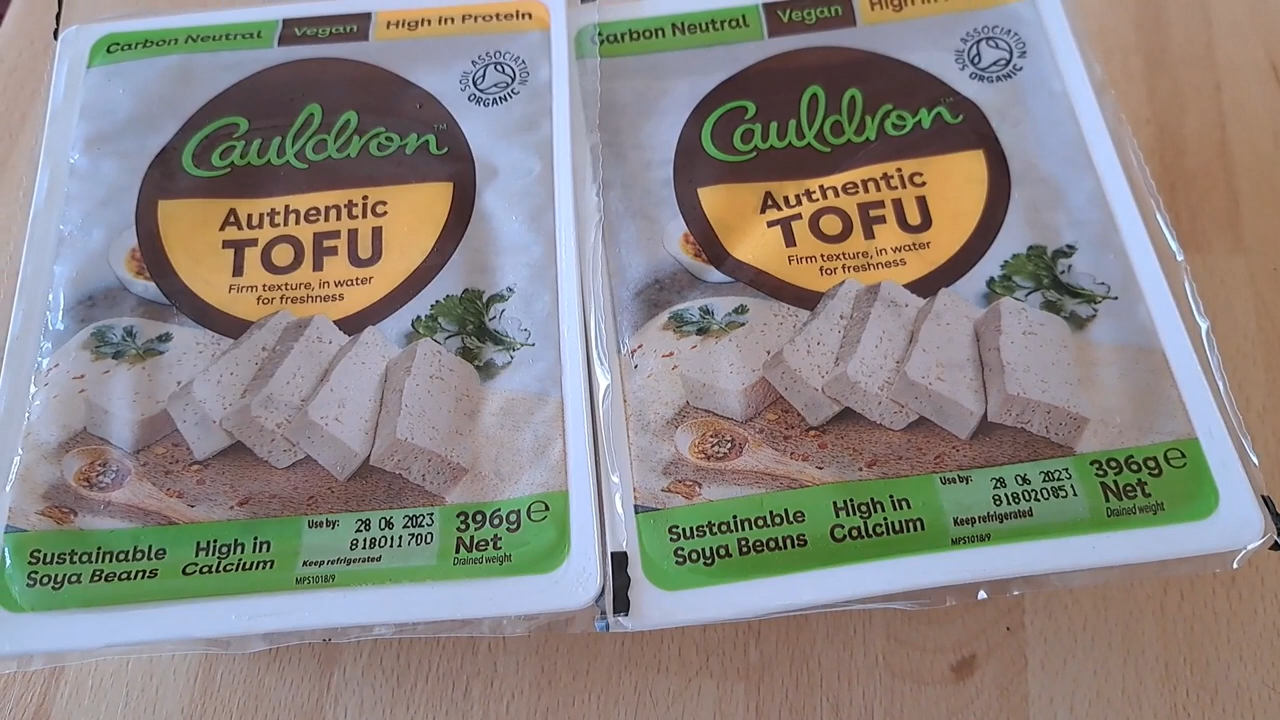 Carbon Neutral
Vegan
High in Protein
SOIL ASSOCIATION
ORGANIC
Cauldron™
Authentic
TOFU
Firm texture, in water
for freshness
Sustainable
Soya Beans
High in
Calcium
Use by:
28 06 2023
818011700
Keep refrigerated
MPS1018/9
396g e
Net
Drained weight
Carbon Neutral
Vegan
High in
SOIL ASSOCIATION
ORGANIC
Cauldron™
Authentic
TOFU
Firm texture, in water
for freshness
Sustainable
Soya Beans
High in
Calcium
Use by:
28 06 2023
818020851
Keep refrigerated
MPS1018/9
396g e
Net
Drained weight